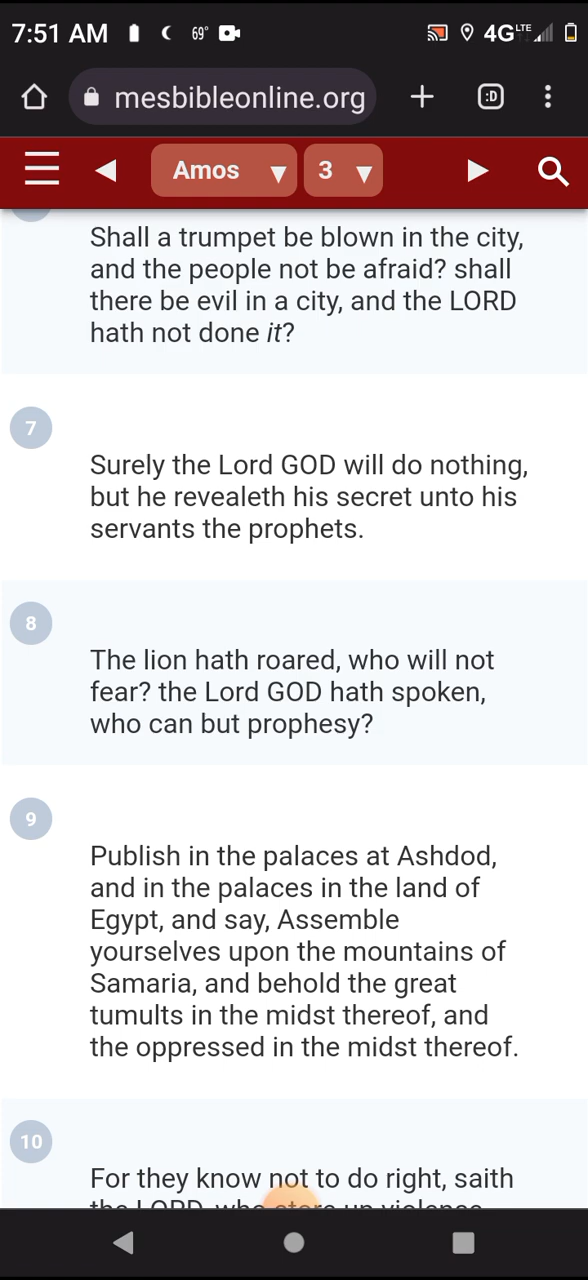 7:51 AM 69° 4G LTE
mesbibleonline.org :D
Amos 3
Shall a trumpet be blown in the city,
and the people not be afraid? shall
there be evil in a city, and the LORD
hath not done it?
7
Surely the Lord GOD will do nothing,
but he revealeth his secret unto his
servants the prophets.
8
The lion hath roared, who will not
fear? the Lord GOD hath spoken,
who can but prophesy?
9
Publish in the palaces at Ashdod,
and in the palaces in the land of
Egypt, and say, Assemble
yourselves upon the mountains of
Samaria, and behold the great
tumults in the midst thereof, and
the oppressed in the midst thereof.
10
For they know not to do right, saith
the LORD, who store up violence